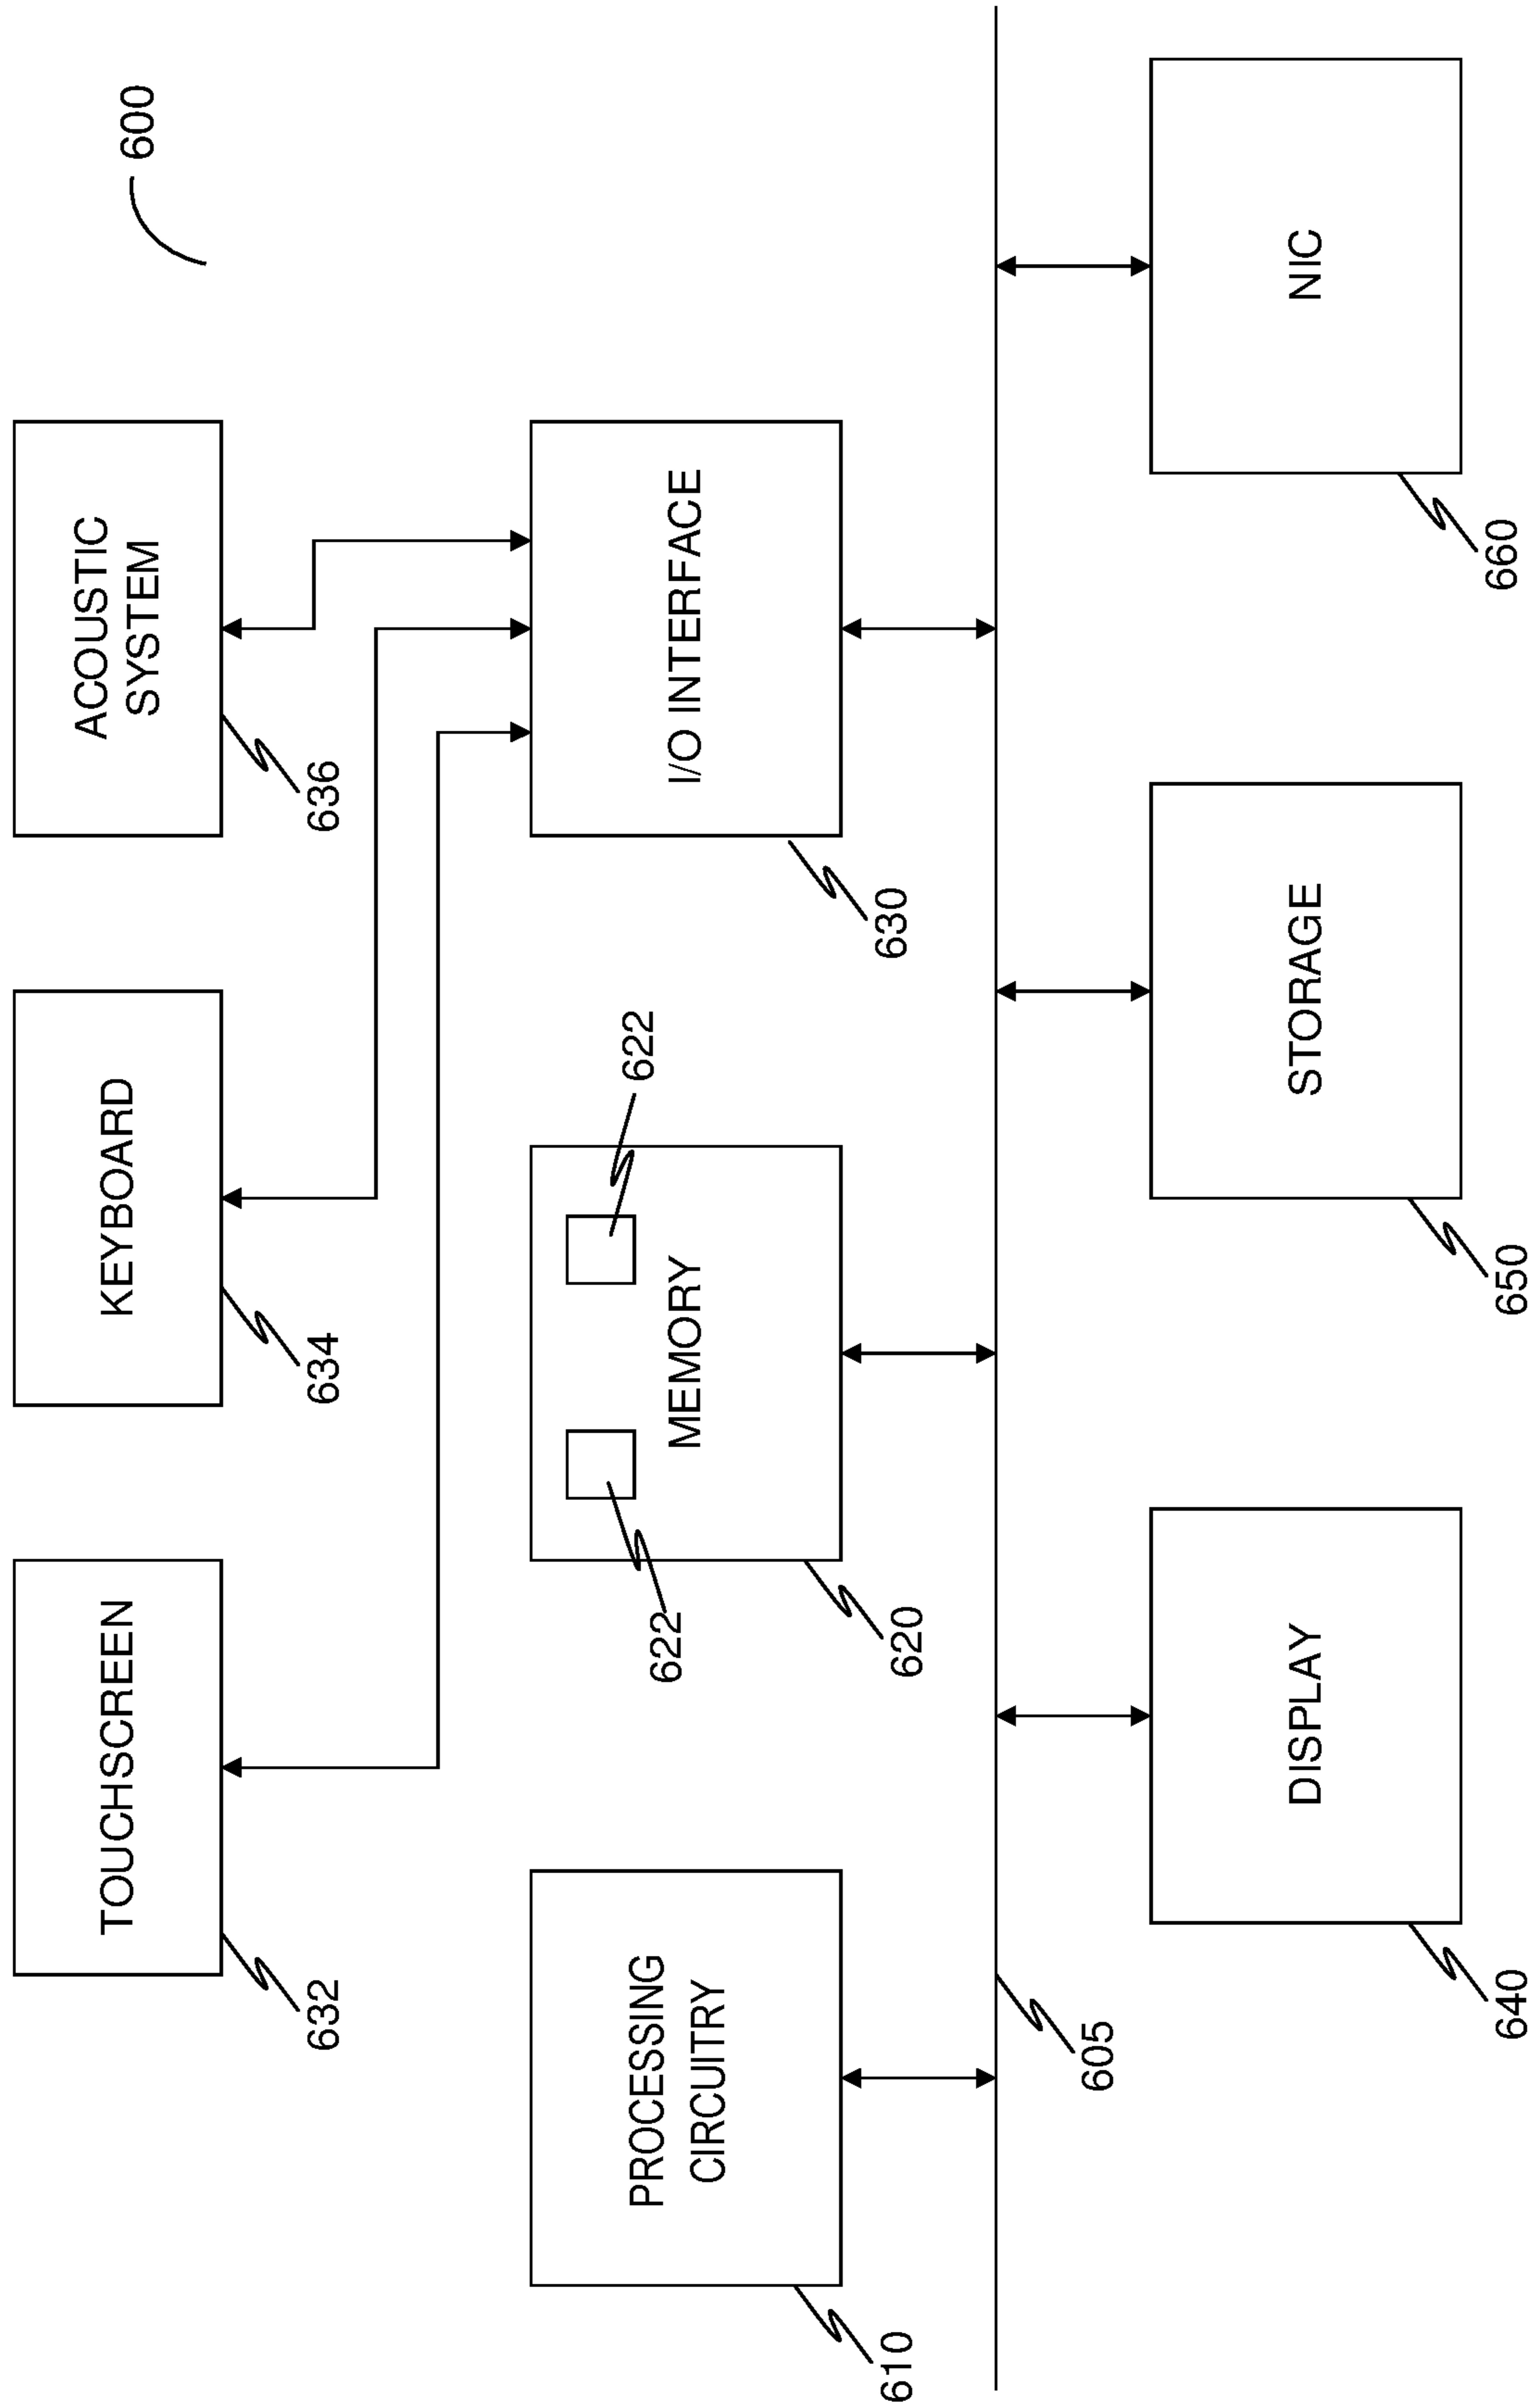 600
TOUCHSCREEN
KEYBOARD
ACOUSTIC
SYSTEM
632
634
636
PROCESSING
CIRCUITRY
622
622
MEMORY
I/O INTERFACE
610
620
630
605
DISPLAY
STORAGE
NIC
640
650
660